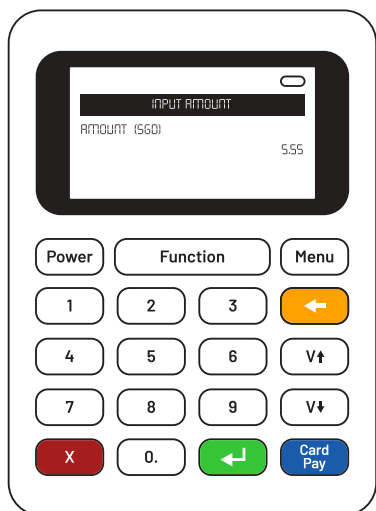 INPUT AMOUNT
AMOUNT (SGD)
5.55
Power Function Menu
1 2 3
4 5 6 V
7 8 9 V
X 0. Card Pay